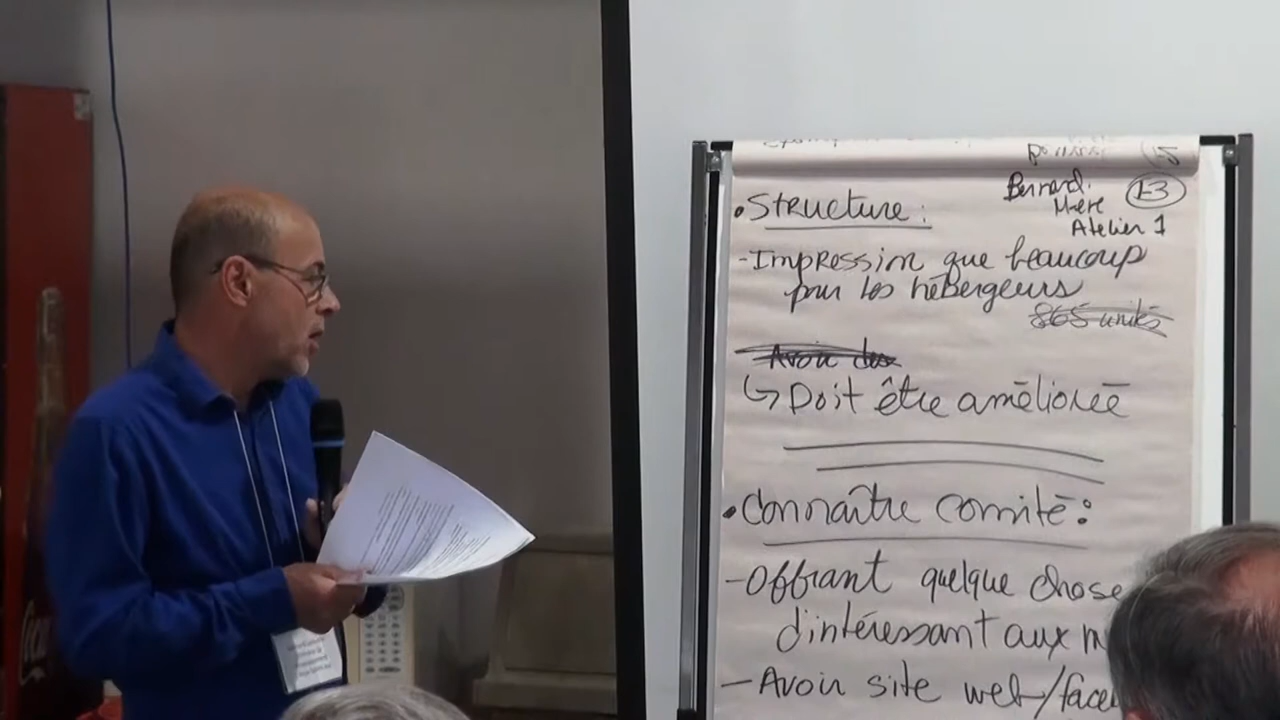 Bernard
13
Atelier 1
• Structure :
- Impression que beaucoup
pour les hébergeurs
865 unités
Avoir des
↳ Doit être améliorée
• Connaître comité :
- Offrant quelque chose
d'intéressant aux m
- Avoir site web/face